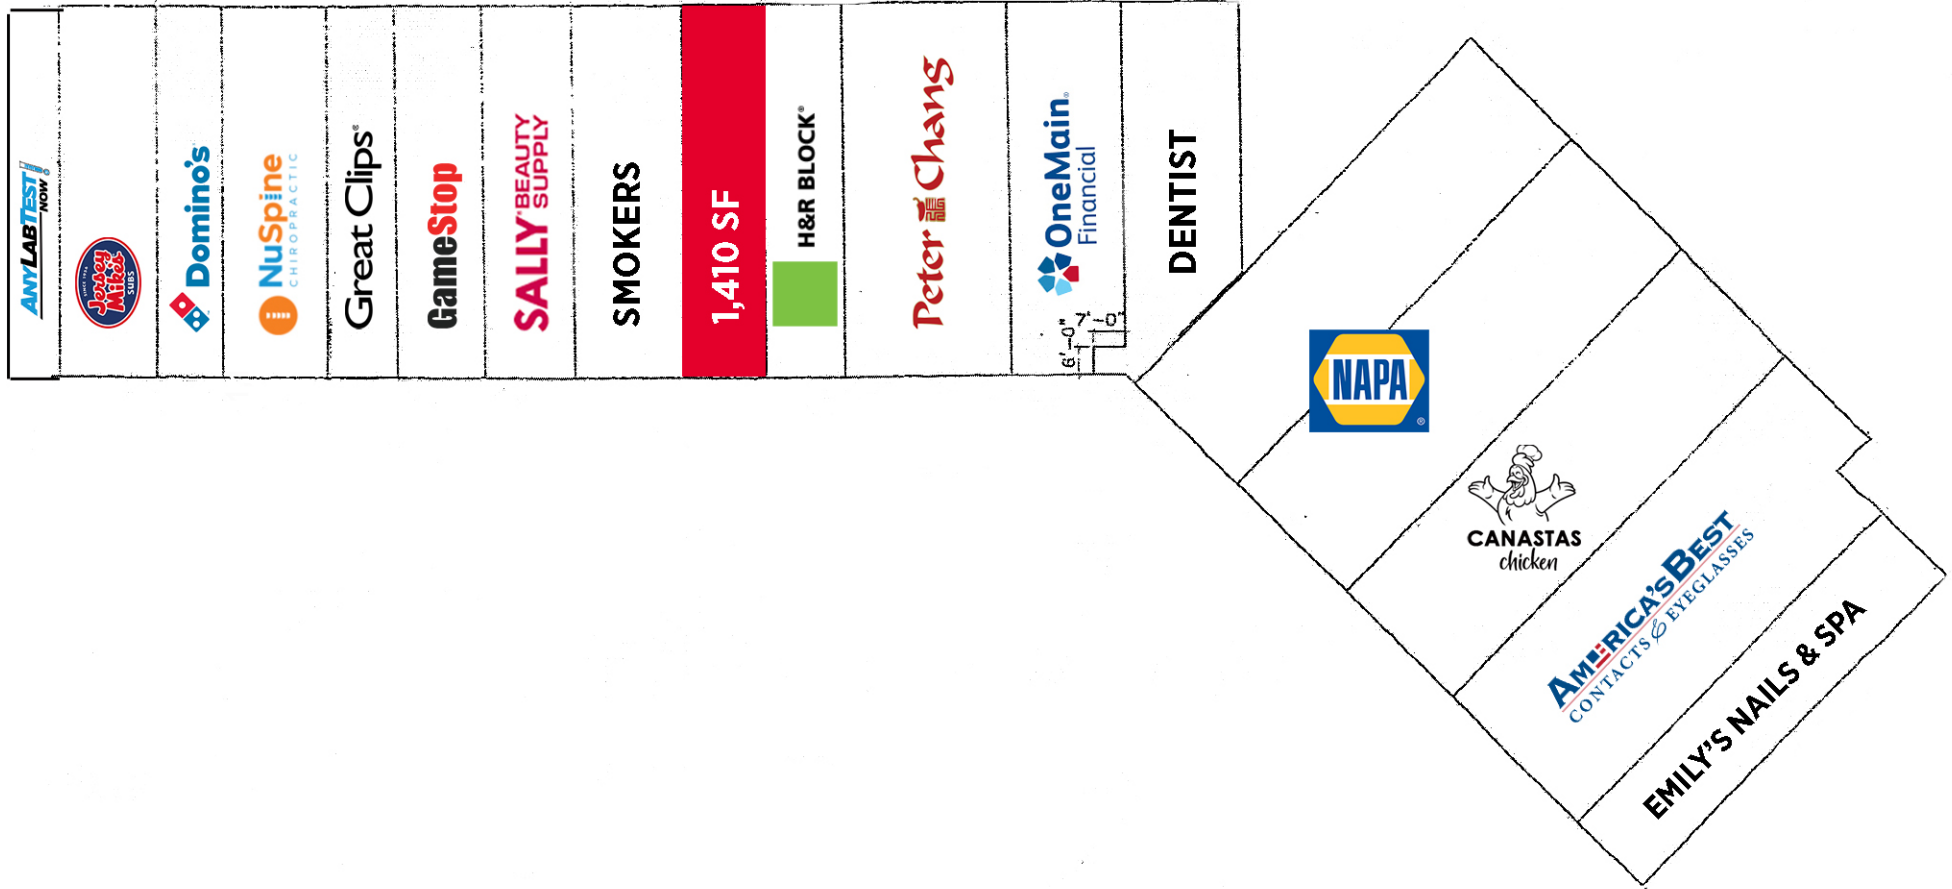 ANYLABTEST
NOW!
SINCE 1956
Jersey
Mike's
SUBS
Domino's
NuSpine
CHIROPRACTIC
Great Clips®
GameStop
SALLY® BEAUTY
SUPPLY
SMOKERS
1,410 SF
H&R BLOCK®
Peter Chang
OneMain®
Financial
6'-0"
7'-0"
DENTIST
NAPA®
CANASTAS
chicken
AMERICA'S BEST
CONTACTS & EYEGLASSES
EMILY'S NAILS & SPA